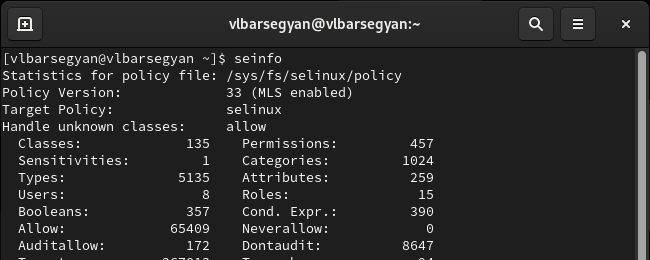 vlbarsegyan@vlbarsegyan:~
[vlbarsegyan@vlbarsegyan ~]$ seinfo
Statistics for policy file: /sys/fs/selinux/policy
Policy Version:             33 (MLS enabled)
Target Policy:              selinux
Handle unknown classes:     allow
  Classes:             135    Permissions:         457
  Sensitivities:         1    Categories:         1024
  Types:              5135    Attributes:          259
  Users:                 8    Roles:                15
  Booleans:            357    Cond. Expr.:         390
  Allow:             65409    Neverallow:            0
  Auditallow:          172    Dontaudit:          8647